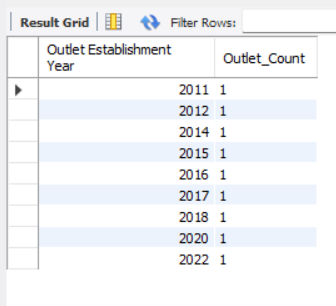 Result Grid Filter Rows:
Outlet Establishment
Year
Outlet_Count
2011 1
2012 1
2014 1
2015 1
2016 1
2017 1
2018 1
2020 1
2022 1